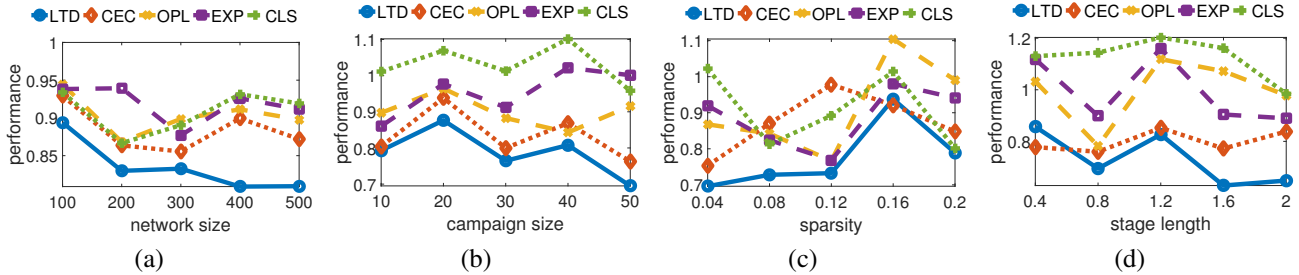 LTD CEC OPL EXP CLS
1
0.95
0.9
0.85
performance
100 200 300 400 500
network size
(a)
LTD CEC OPL EXP CLS
1.1
1
0.9
0.8
0.7
performance
10 20 30 40 50
campaign size
(b)
LTD CEC OPL EXP CLS
1.1
1
0.9
0.8
0.7
performance
0.04 0.08 0.12 0.16 0.2
sparsity
(c)
LTD CEC OPL EXP CLS
1.2
1
0.8
performance
0.4 0.8 1.2 1.6 2
stage length
(d)